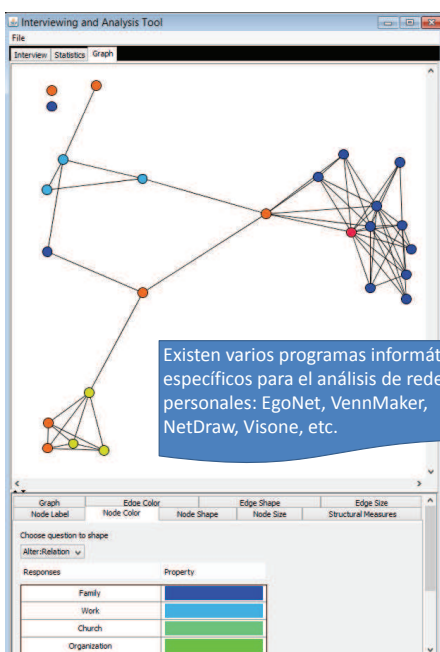 Interviewing and Analysis Tool
File
Interview Statistics Graph
Existen varios programas informát
específicos para el análisis de rede
personales: EgoNet, VennMaker,
NetDraw, Visone, etc.
Graph Edge Color Edge Shape Edge Size
Node Label Node Color Node Shape Node Size Structural Measures
Choose question to shape
Alter:Relation
Responses Property
Family
Work
Church
Organization